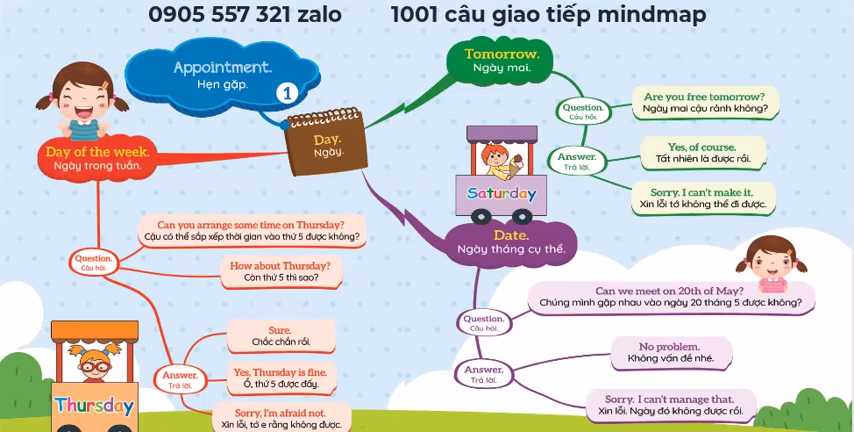 0905 557 321 zalo
1001 câu giao tiếp mindmap
Appointment.
Hẹn gặp.
1
Day.
Ngày.
Day of the week.
Ngày trong tuần.
Question.
Câu hỏi.
Can you arrange some time on Thursday?
Cậu có thể sắp xếp thời gian vào thứ 5 được không?
How about Thursday?
Còn thứ 5 thì sao?
Answer.
Trả lời.
Sure.
Chắc chắn rồi.
Yes, Thursday is fine.
Ồ, thứ 5 được đấy.
Sorry, I'm afraid not.
Xin lỗi, tớ e rằng không được.
Thursday
Tomorrow.
Ngày mai.
Question.
Câu hỏi.
Are you free tomorrow?
Ngày mai cậu rảnh không?
Answer.
Trả lời.
Yes, of course.
Tất nhiên là được rồi.
Sorry. I can't make it.
Xin lỗi tớ không thể đi được.
Saturday
Date.
Ngày tháng cụ thể.
Question.
Câu hỏi.
Can we meet on 20th of May?
Chúng mình gặp nhau vào ngày 20 tháng 5 được không?
Answer.
Trả lời.
No problem.
Không vấn đề nhé.
Sorry. I can't manage that.
Xin lỗi. Ngày đó không được rồi.